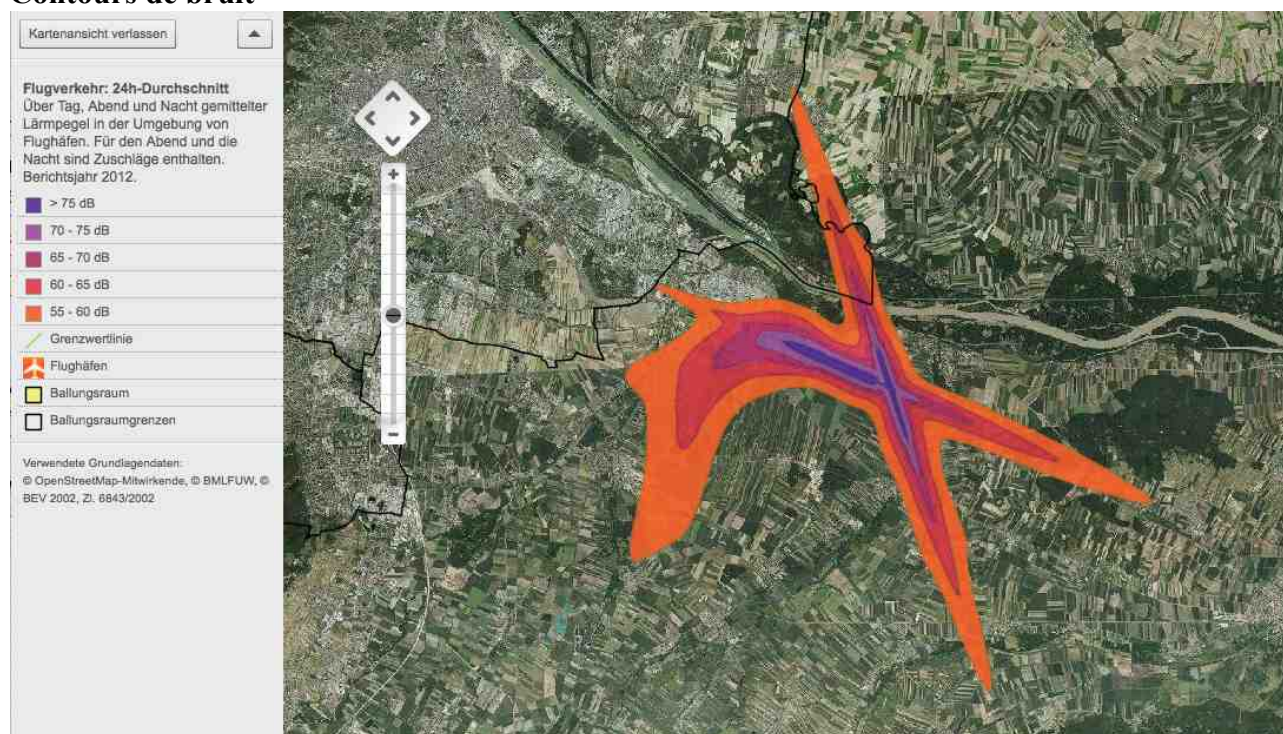 Contours de bruit
Kartenansicht verlassen
Flugverkehr: 24h-Durchschnitt
Über Tag, Abend und Nacht gemittelter
Lärmpegel in der Umgebung von
Flughäfen. Für den Abend und die
Nacht sind Zuschläge enthalten.
Berichtsjahr 2012.
> 75 dB
70 - 75 dB
65 - 70 dB
60 - 65 dB
55 - 60 dB
Grenzwertlinie
Flughäfen
Ballungsraum
Ballungsraumgrenzen
Verwendete Grundlagendaten:
© OpenStreetMap-Mitwirkende, © BMLFUW, ©
BEV 2002, Zl. 6843/2002
+
−